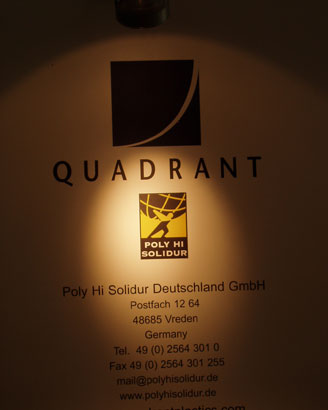 QUADRANT
POLY HI
SOLIDUR
Poly Hi Solidur Deutschland GmbH
Postfach 12 64
48685 Vreden
Germany
Tel. 49 (0) 2564 301 0
Fax 49 (0) 2564 301 255
mail@polyhisolidur.de
www.polyhisolidur.de